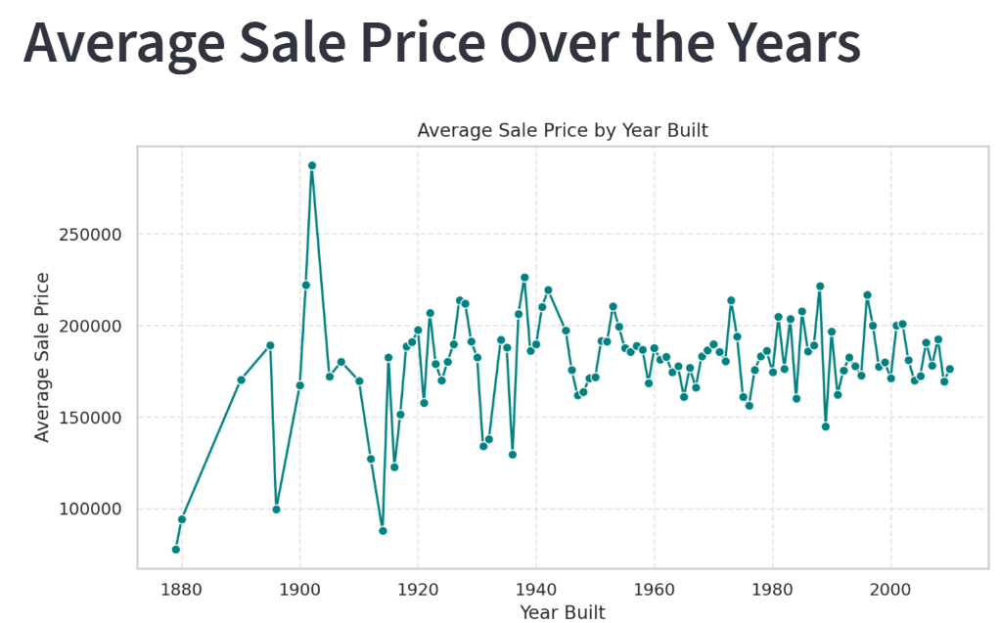 Average Sale Price Over the Years
Average Sale Price by Year Built
Average Sale Price
250000
200000
150000
100000
1880 1900 1920 1940 1960 1980 2000
Year Built